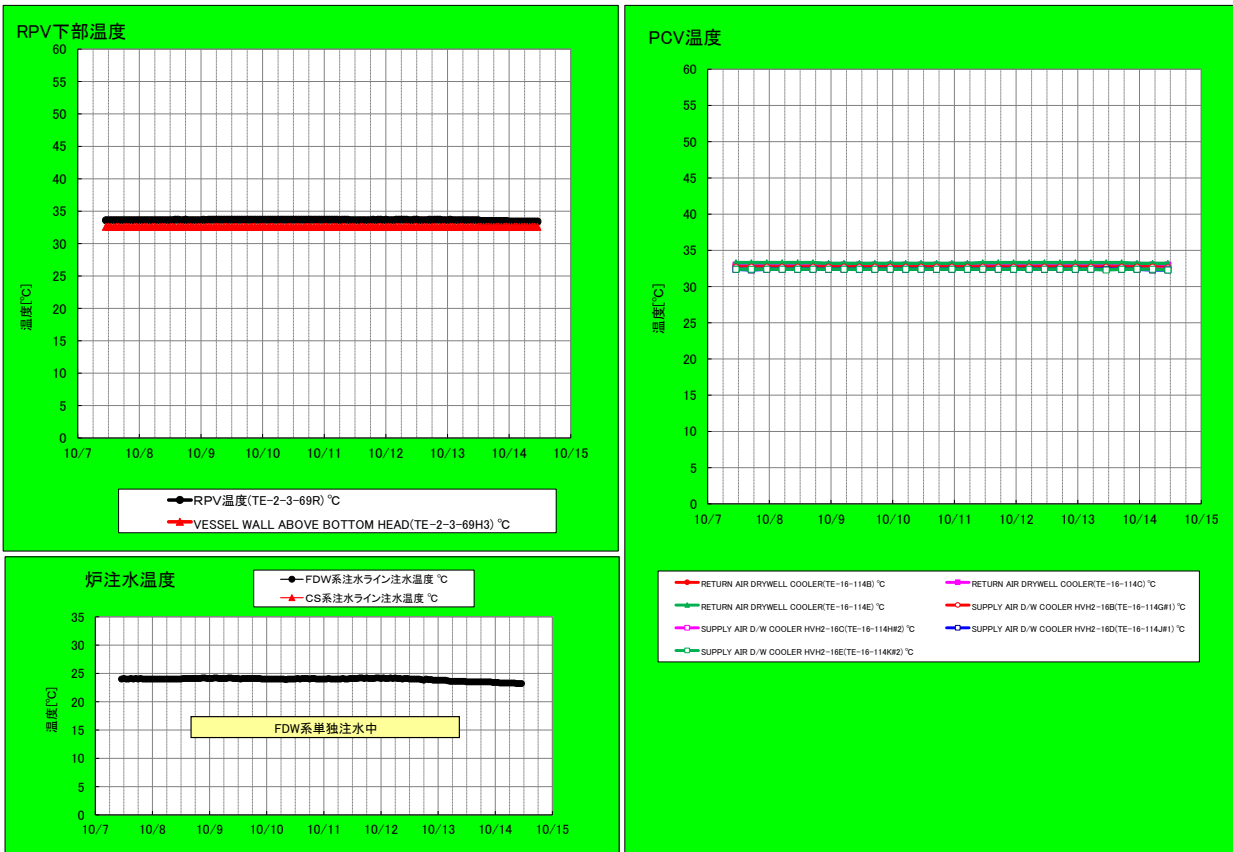 RPV下部温度
60
55
50
45
40
35
30
25
20
15
10
5
0
温度[℃]
10/7 10/8 10/9 10/10 10/11 10/12 10/13 10/14 10/15
RPV温度(TE-2-3-69R) ℃
VESSEL WALL ABOVE BOTTOM HEAD(TE-2-3-69H3) ℃
炉注水温度
FDW系注水ライン注水温度 ℃
CS系注水ライン注水温度 ℃
35
30
25
20
15
10
5
0
温度[℃]
FDW系単独注水中
10/7 10/8 10/9 10/10 10/11 10/12 10/13 10/14 10/15
PCV温度
60
55
50
45
40
35
30
25
20
15
10
5
0
温度[℃]
10/7 10/8 10/9 10/10 10/11 10/12 10/13 10/14 10/15
RETURN AIR DRYWELL COOLER(TE-16-114B) ℃
RETURN AIR DRYWELL COOLER(TE-16-114C) ℃
RETURN AIR DRYWELL COOLER(TE-16-114E) ℃
SUPPLY AIR D/W COOLER HVH2-16B(TE-16-114G#1) ℃
SUPPLY AIR D/W COOLER HVH2-16C(TE-16-114H#2) ℃
SUPPLY AIR D/W COOLER HVH2-16D(TE-16-114J#1) ℃
SUPPLY AIR D/W COOLER HVH2-16E(TE-16-114K#2) ℃